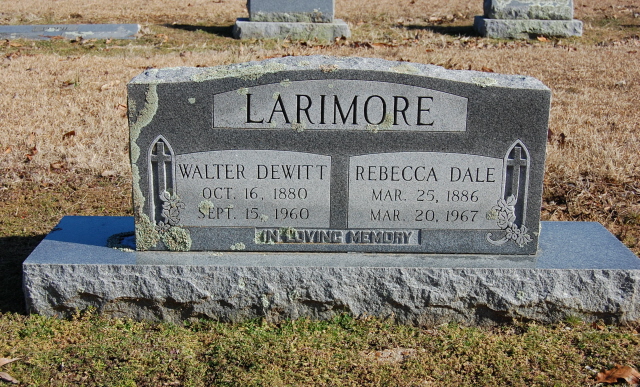 LARIMORE
WALTER DEWITT
OCT. 16, 1880
SEPT. 15, 1960
REBECCA DALE
MAR. 25, 1886
MAR. 20, 1967
IN LOVING MEMORY